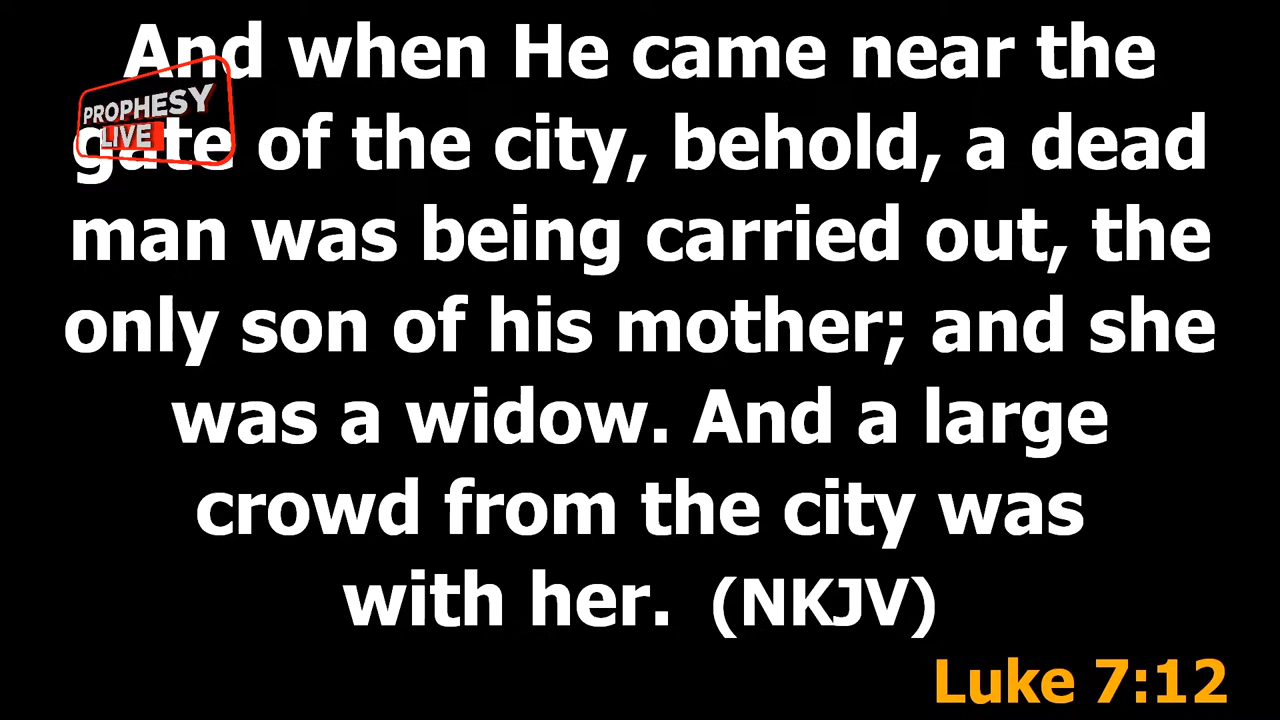 And when He came near the
PROPHESY
LIVE
gate of the city, behold, a dead
man was being carried out, the
only son of his mother; and she
was a widow. And a large
crowd from the city was
with her. (NKJV)
Luke 7:12